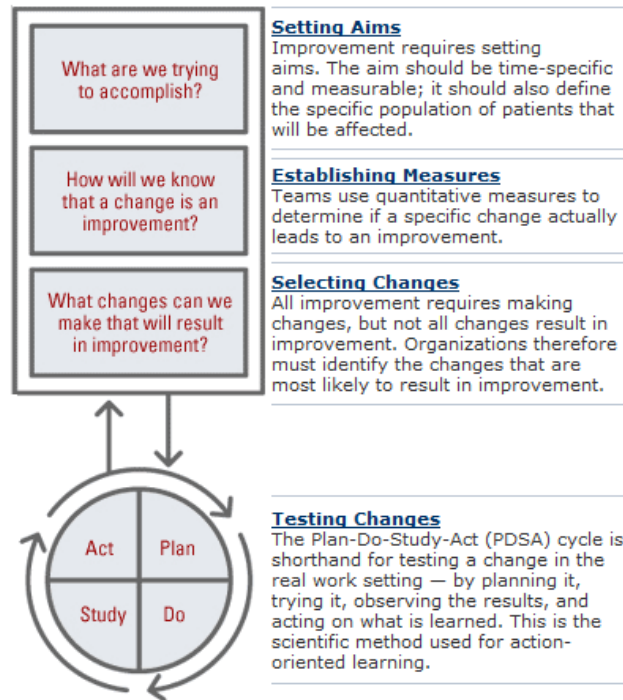 What are we trying
to accomplish?
Setting Aims
Improvement requires setting
aims. The aim should be time-specific
and measurable; it should also define
the specific population of patients that
will be affected.
How will we know
that a change is an
improvement?
Establishing Measures
Teams use quantitative measures to
determine if a specific change actually
leads to an improvement.
What changes can we
make that will result
in improvement?
Selecting Changes
All improvement requires making
changes, but not all changes result in
improvement. Organizations therefore
must identify the changes that are
most likely to result in improvement.
Act
Plan
Study
Do
Testing Changes
The Plan-Do-Study-Act (PDSA) cycle is
shorthand for testing a change in the
real work setting — by planning it,
trying it, observing the results, and
acting on what is learned. This is the
scientific method used for action-
oriented learning.